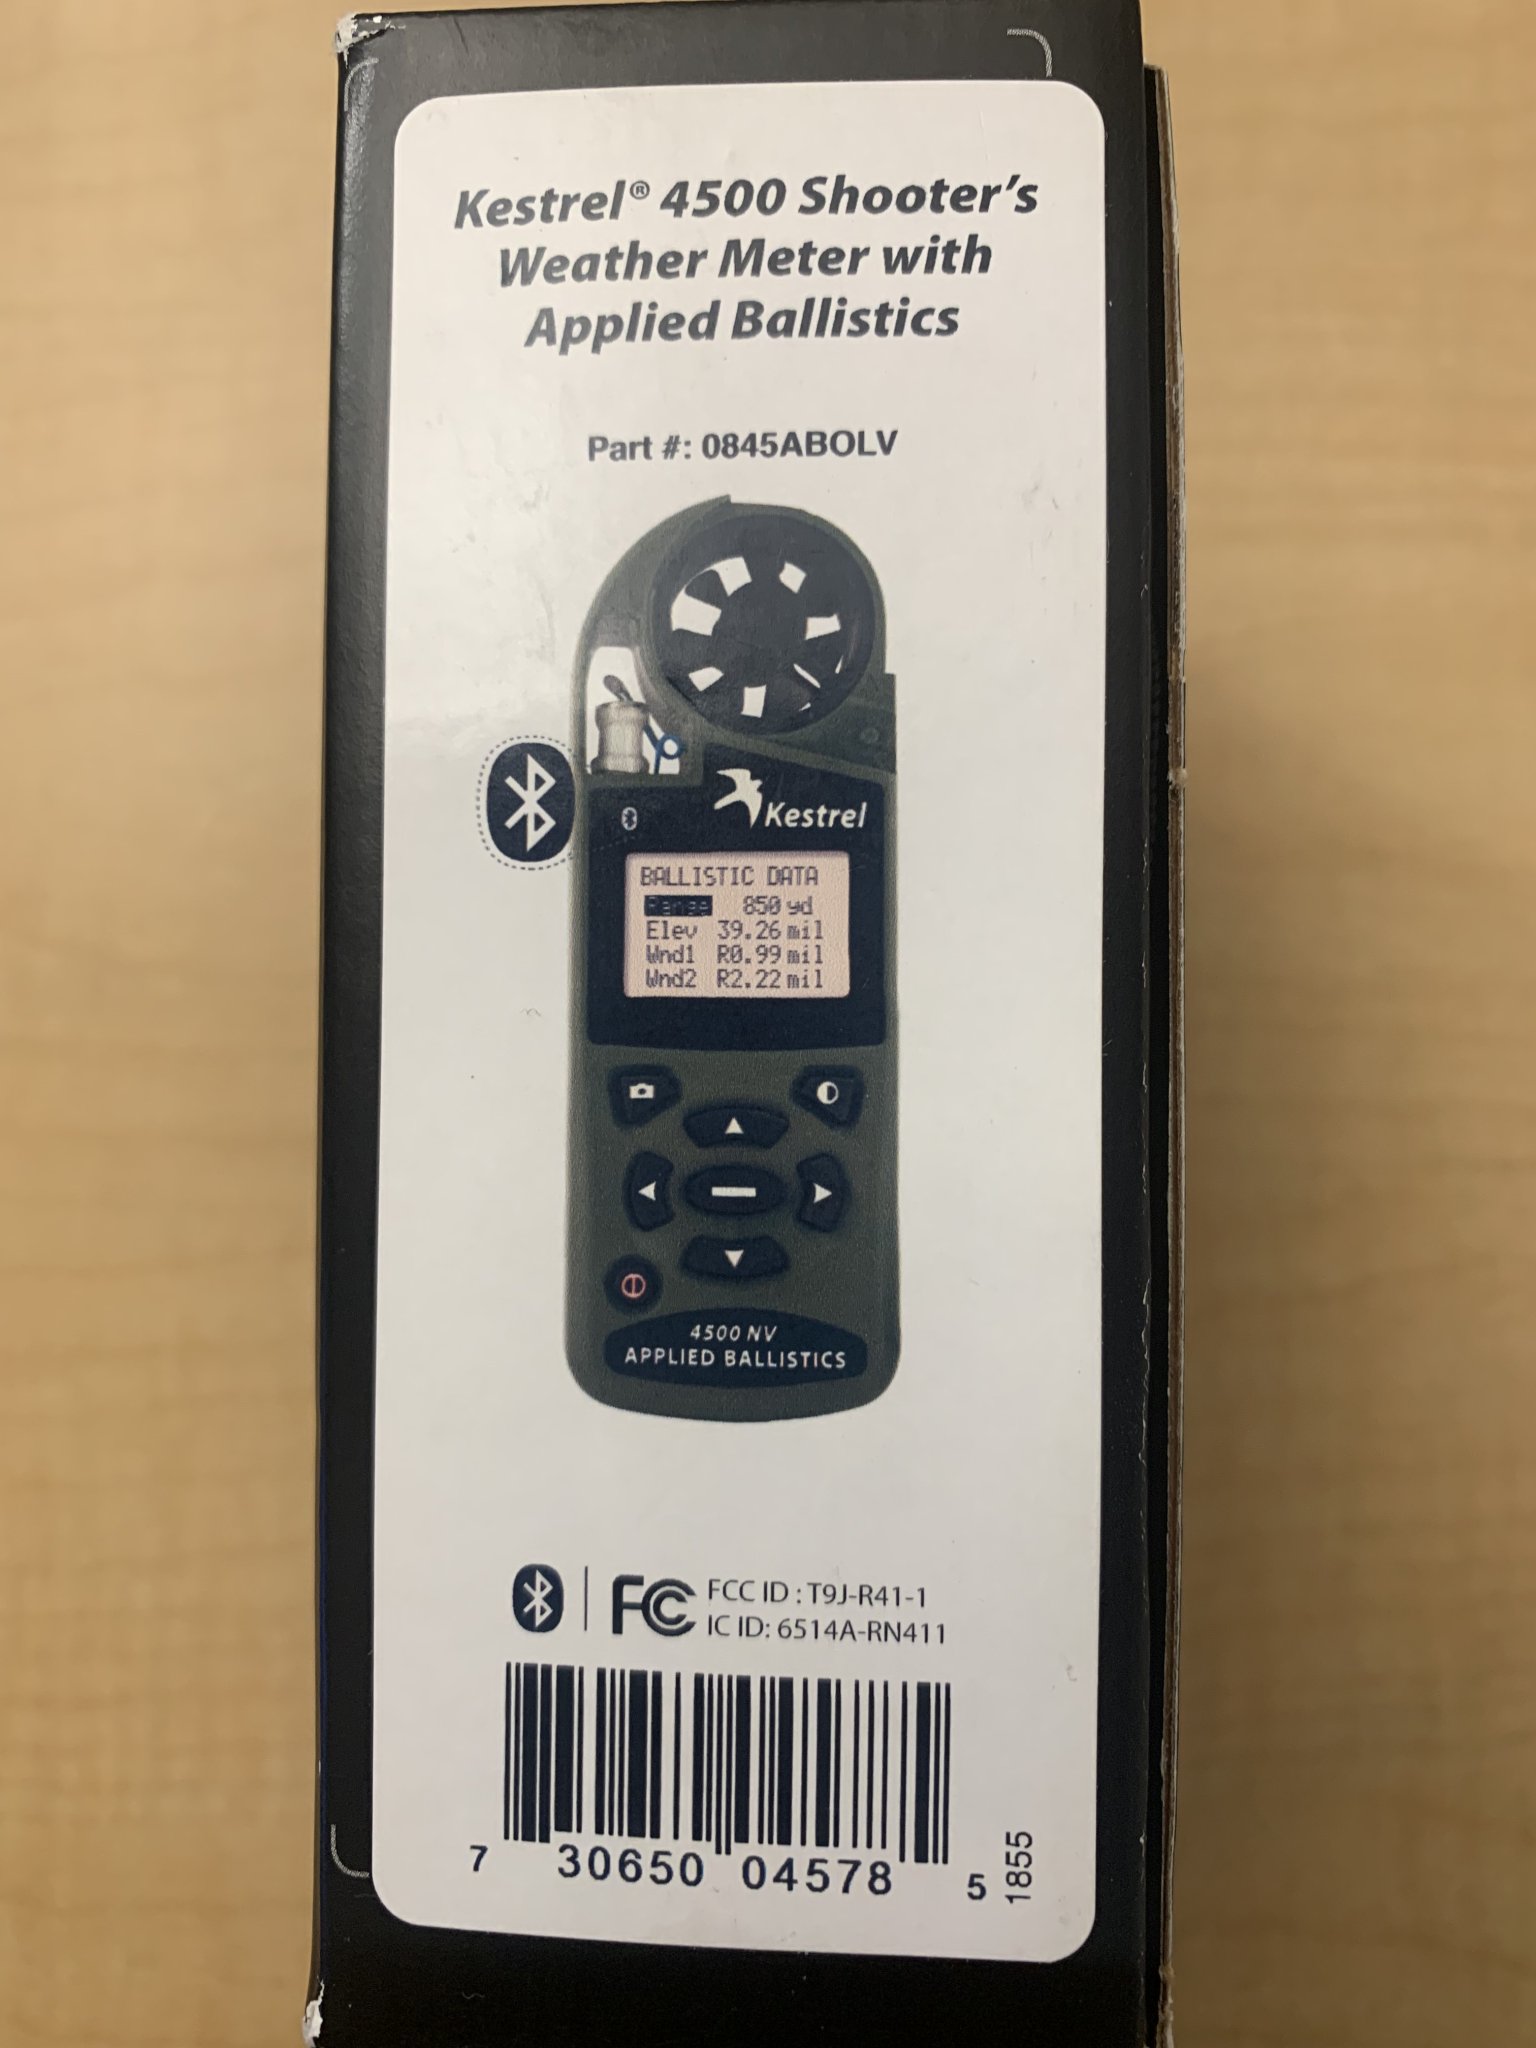 Kestrel® 4500 Shooter's
Weather Meter with
Applied Ballistics
Part #: 0845ABOLV
Kestrel
BALLISTIC DATA
Range 850 yd
Elev 39.26 mil
Wnd1 R0.99 mil
Wnd2 R2.22 mil
4500 NV
APPLIED BALLISTICS
FC FCC ID : T9J-R41-1
IC ID: 6514A-RN411
7 30650 04578 5
1855